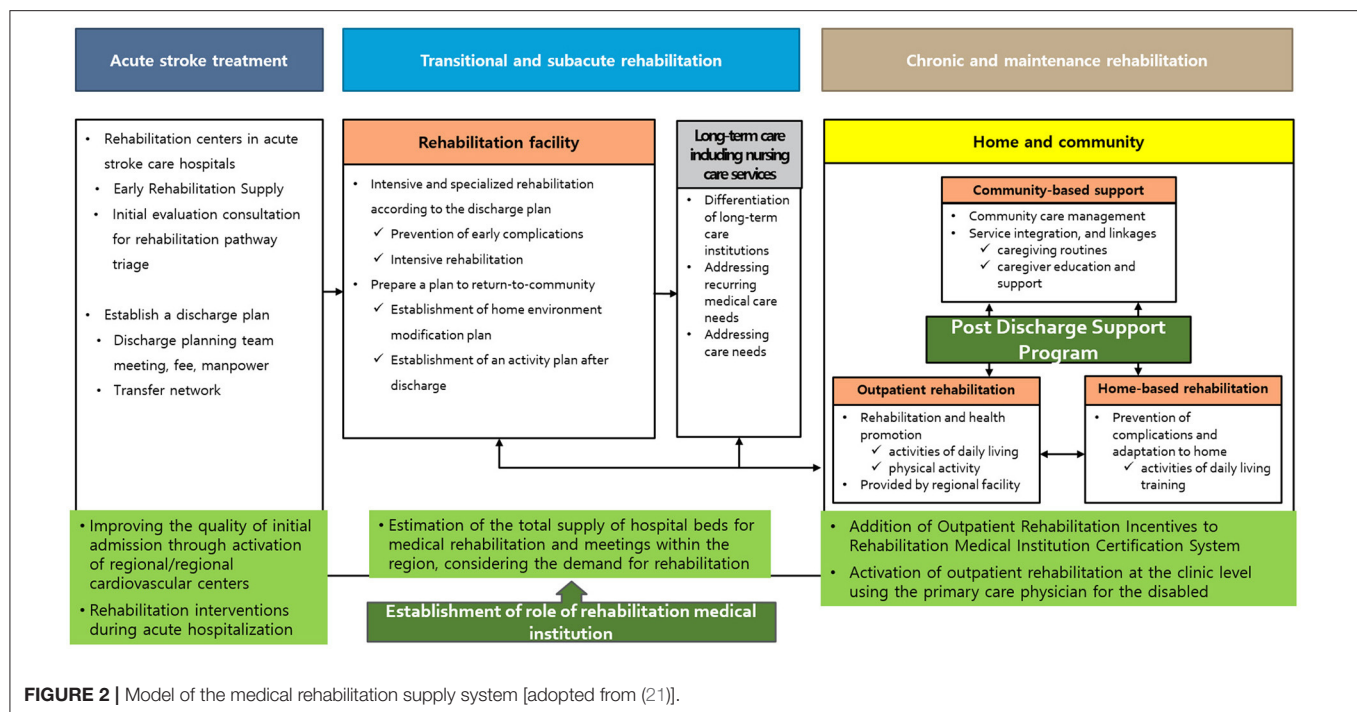 Acute stroke treatment
Transitional and subacute rehabilitation
Chronic and maintenance rehabilitation
• Rehabilitation centers in acute
stroke care hospitals
• Early Rehabilitation Supply
• Initial evaluation consultation
for rehabilitation pathway
triage
• Establish a discharge plan
• Discharge planning team
meeting, fee, manpower
• Transfer network
Rehabilitation facility
• Intensive and specialized rehabilitation
according to the discharge plan
✓ Prevention of early complications
✓ Intensive rehabilitation
• Prepare a plan to return-to-community
✓ Establishment of home environment
modification plan
✓ Establishment of an activity plan after
discharge
Long-term care
including nursing
care services
• Differentiation
of long-term
care
institutions
• Addressing
recurring
medical care
needs
• Addressing
care needs
Home and community
Community-based support
• Community care management
• Service integration, and linkages
✓ caregiving routines
✓ caregiver education and
support
Post Discharge Support
Program
Outpatient rehabilitation
• Rehabilitation and health
promotion
✓ activities of daily living
✓ physical activity
• Provided by regional facility
Home-based rehabilitation
• Prevention of
complications and
adaptation to home
✓ activities of daily living
training
• Improving the quality of initial
admission through activation
of regional/regional
cardiovascular centers
• Rehabilitation interventions
during acute hospitalization
• Estimation of the total supply of hospital beds for
medical rehabilitation and meetings within the
region, considering the demand for rehabilitation
Establishment of role of rehabilitation medical
institution
• Addition of Outpatient Rehabilitation Incentives to
Rehabilitation Medical Institution Certification System
• Activation of outpatient rehabilitation at the clinic level
using the primary care physician for the disabled
FIGURE 2 | Model of the medical rehabilitation supply system [adopted from (21)].